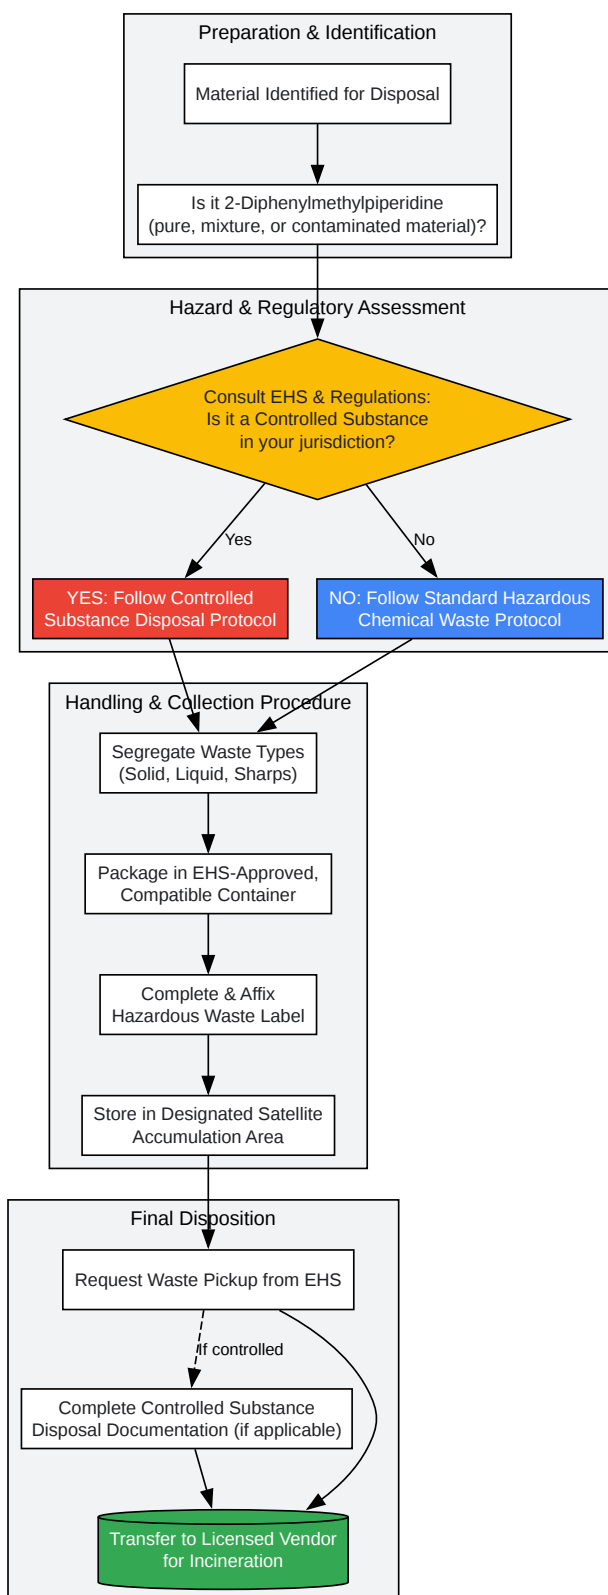 Preparation & Identification
Material Identified for Disposal
Is it 2-Diphenylmethylpiperidine
(pure, mixture, or contaminated material)?
Hazard & Regulatory Assessment
Consult EHS & Regulations:
Is it a Controlled Substance
in your jurisdiction?
Yes
No
YES: Follow Controlled
Substance Disposal Protocol
NO: Follow Standard Hazardous
Chemical Waste Protocol
Handling & Collection Procedure
Segregate Waste Types
(Solid, Liquid, Sharps)
Package in EHS-Approved,
Compatible Container
Complete & Affix
Hazardous Waste Label
Store in Designated Satellite
Accumulation Area
Final Disposition
Request Waste Pickup from EHS
If controlled
Complete Controlled Substance
Disposal Documentation (if applicable)
Transfer to Licensed Vendor
for Incineration